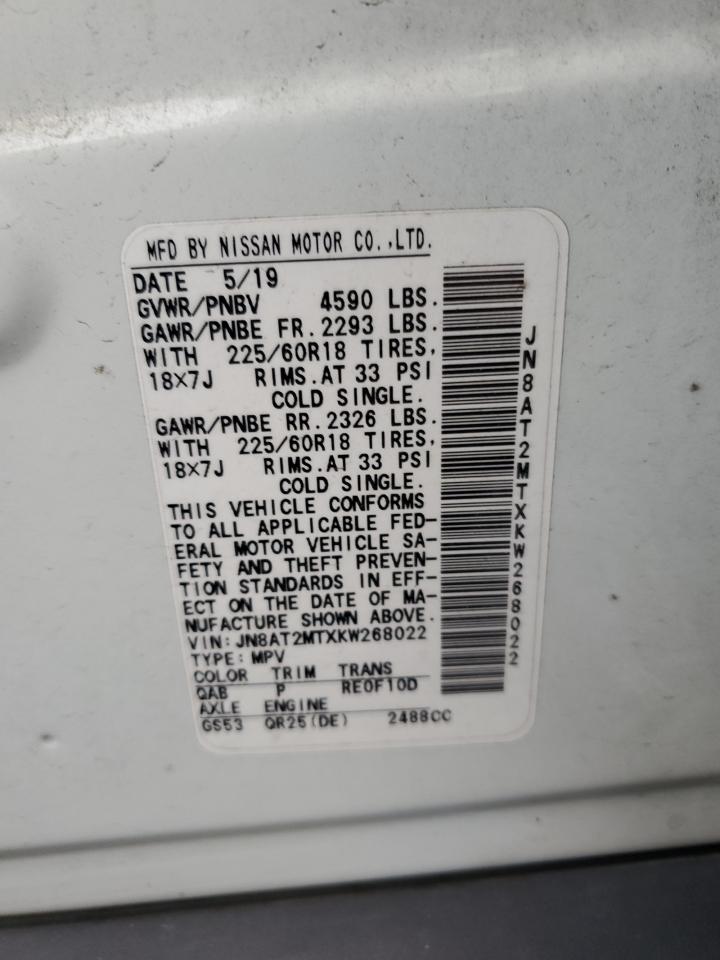 MFD BY NISSAN MOTOR CO.,LTD.
DATE 5/19
GVWR/PNBV 4590 LBS.
GAWR/PNBE FR.2293 LBS.
WITH 225/60R18 TIRES,
18×7J RIMS.AT 33 PSI
COLD SINGLE.
GAWR/PNBE RR.2326 LBS.
WITH 225/60R18 TIRES,
18×7J RIMS.AT 33 PSI
COLD SINGLE.
THIS VEHICLE CONFORMS
TO ALL APPLICABLE FED-
ERAL MOTOR VEHICLE SA-
FETY AND THEFT PREVEN-
TION STANDARDS IN EFF-
ECT ON THE DATE OF MA-
NUFACTURE SHOWN ABOVE.
VIN: JN8AT2MTXKW268022
TYPE: MPV
COLOR TRIM TRANS
QAB P RE0F10D
AXLE ENGINE
GS53 QR25(DE) 2488CC
JN8AT2MTXKW268022